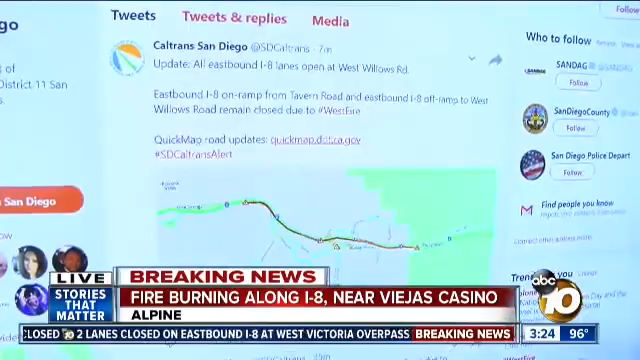 Tweets Tweets & replies Media
Caltrans San Diego @SDCaltrans · 7m
Update: All eastbound I-8 lanes open at West Willows Rd.
Eastbound I-8 on-ramp from Tavern Road and eastbound I-8 off-ramp to West
Willows Road remain closed due to #WestFire
QuickMap road updates: quickmap.dot.ca.gov
#SDCaltransAlert
go
of
District 11 San
San Diego
Follow
Who to follow
SANDAG
Follow
SanDiegoCounty
Follow
San Diego Police Depart
Follow
Find people you know
LIVE
STORIES
THAT
MATTER
BREAKING NEWS
FIRE BURNING ALONG I-8, NEAR VIEJAS CASINO
ALPINE
abc
10
CLOSED 10 2 LANES CLOSED ON EASTBOUND I-8 AT WEST VICTORIA OVERPASS BREAKING NEWS 3:24 96°